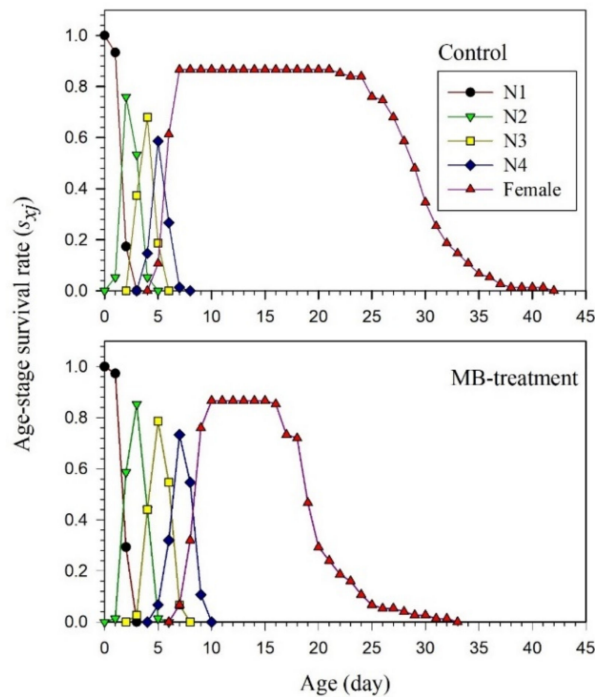 1.0
0.8
0.6
0.4
0.2
0.0
Control
N1
N2
N3
N4
Female
0 5 10 15 20 25 30 35 40 45
Age-stage survival rate (sxj)
1.0
0.8
0.6
0.4
0.2
0.0
MB-treatment
0 5 10 15 20 25 30 35 40 45
Age (day)